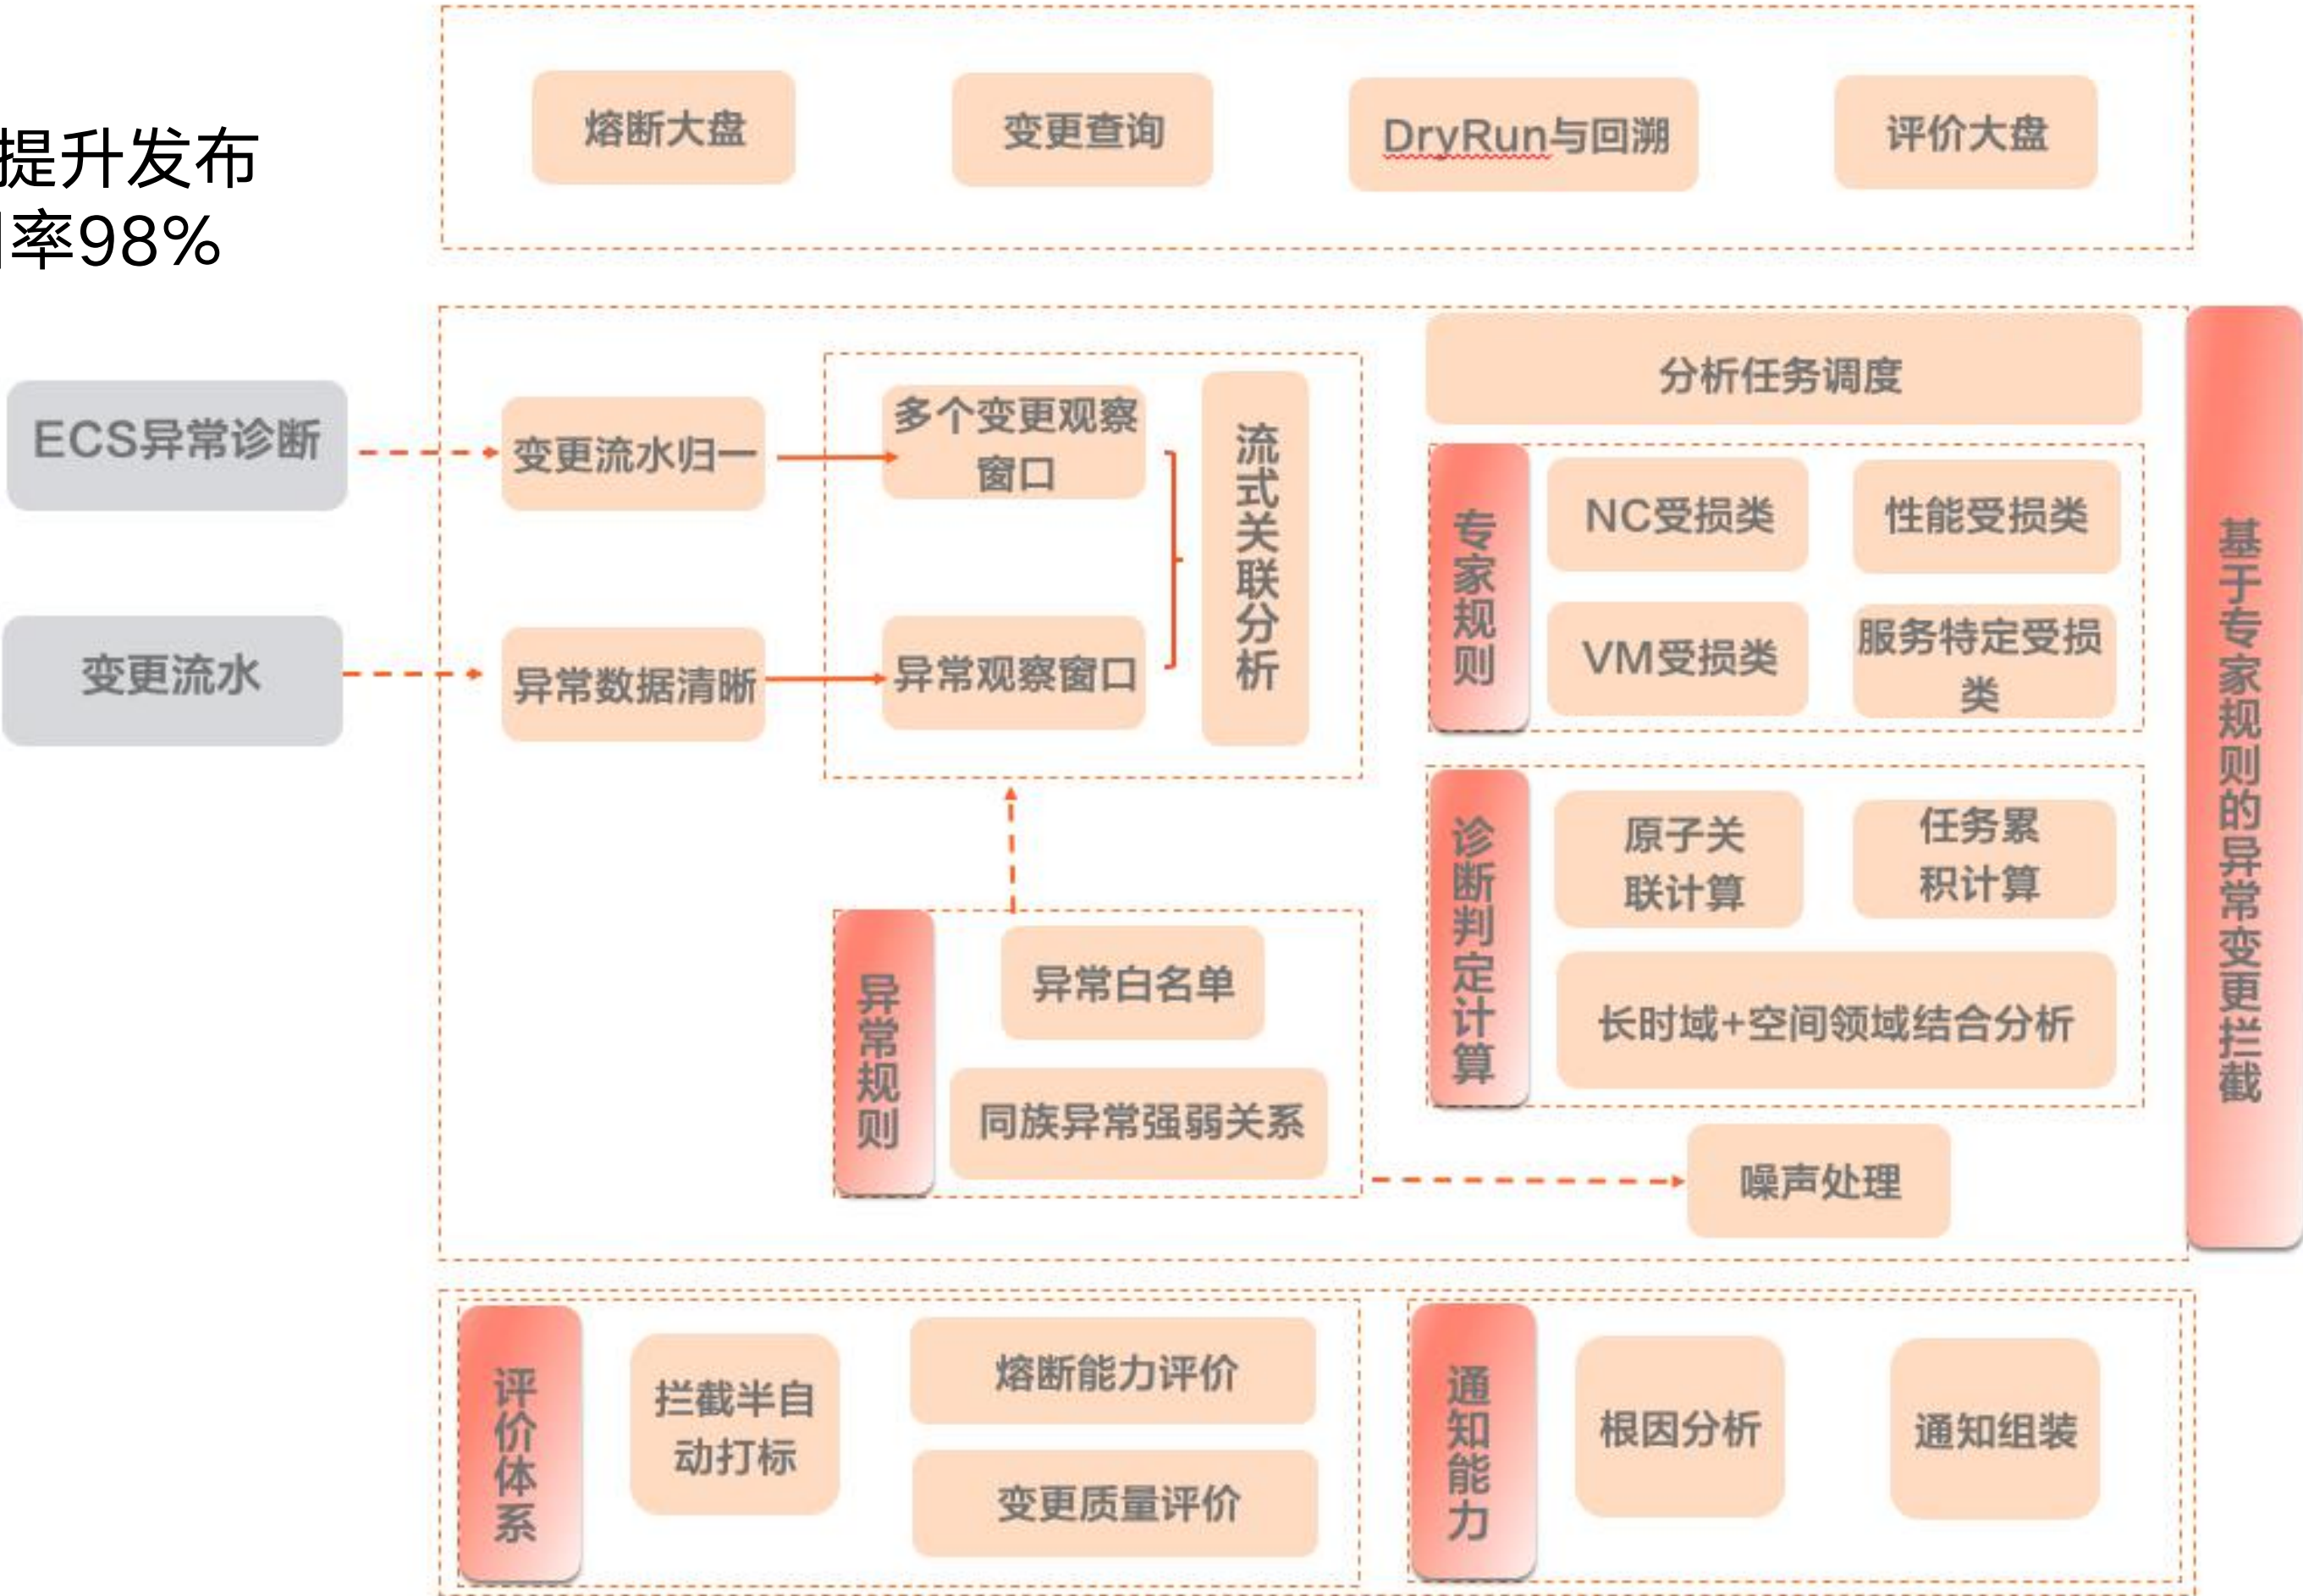 提升发布
率98%
熔断大盘
变更查询
DryRun与回溯
评价大盘
ECS异常诊断
变更流水
变更流水归一
异常数据清晰
多个变更观察
窗口
异常观察窗口
流式关联分析
异常规则
异常白名单
同族异常强弱关系
分析任务调度
专家规则
NC受损类
性能受损类
VM受损类
服务特定受损
类
诊断判定计算
原子关
联计算
任务累
积计算
长时域+空间领域结合分析
噪声处理
基于专家规则的异常变更拦截
评价体系
拦截半自
动打标
熔断能力评价
变更质量评价
通知能力
根因分析
通知组装